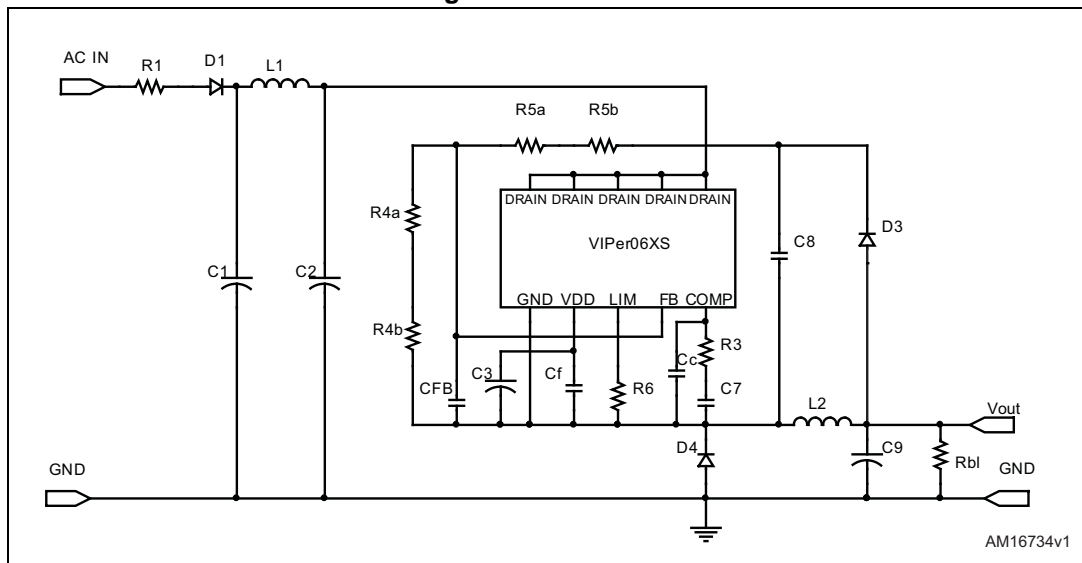 AC IN
R1
D1
L1
R5a
R5b
DRAIN DRAIN DRAIN DRAIN DRAIN
R4a
VIPer06XS
D3
C8
C1
C2
GND VDD LIM FB COMP
R4b
R3
Cc
C3
Cf
CFB
R6
C7
L2
Vout
D4
C9
Rbl
GND
GND
AM16734v1